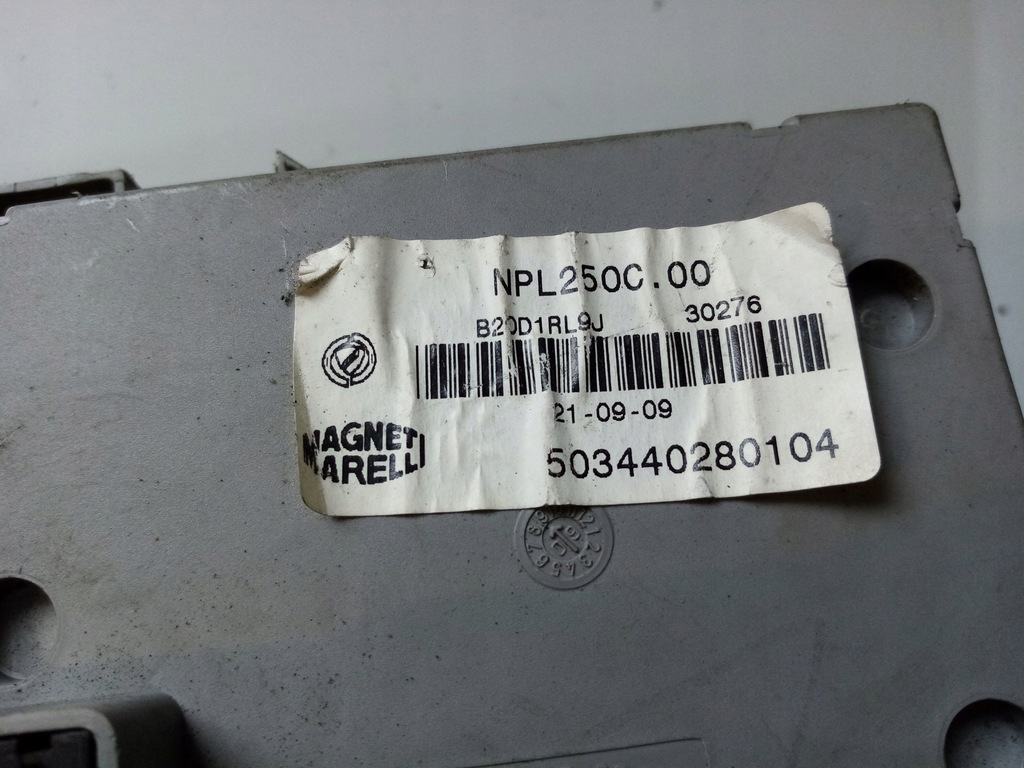 NPL250C.00
B20D1RL9J 30276
21-09-09
MAGNETI
MARELLI
503440280104